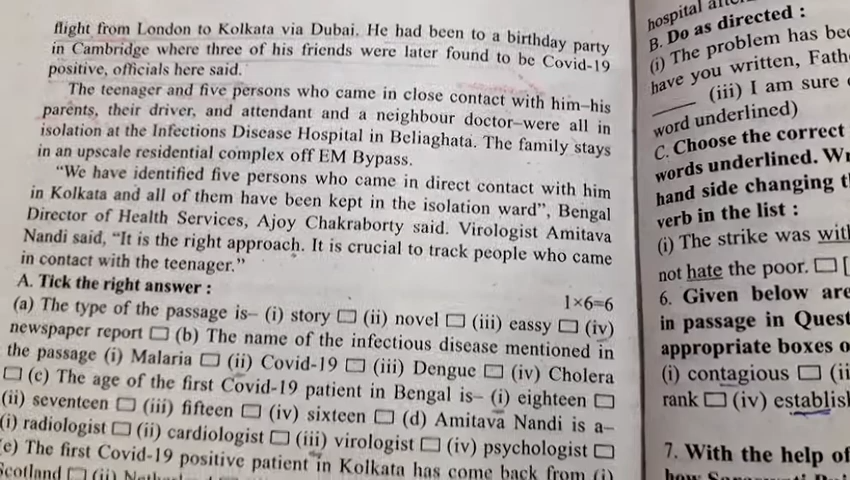 flight from London to Kolkata via Dubai. He had been to a birthday party
in Cambridge where three of his friends were later found to be Covid-19
positive, officials here said.
The teenager and five persons who came in close contact with him–his
parents, their driver, and attendant and a neighbour doctor–were all in
isolation at the Infections Disease Hospital in Beliaghata. The family stays
in an upscale residential complex off EM Bypass.
“We have identified five persons who came in direct contact with him
in Kolkata and all of them have been kept in the isolation ward”, Bengal
Director of Health Services, Ajoy Chakraborty said. Virologist Amitava
Nandi said, “It is the right approach. It is crucial to track people who came
in contact with the teenager.”
A. Tick the right answer :
1×6=6
(a) The type of the passage is– (i) story □ (ii) novel □ (iii) eassy □ (iv)
newspaper report □ (b) The name of the infectious disease mentioned in
the passage (i) Malaria □ (ii) Covid-19 □ (iii) Dengue □ (iv) Cholera
□ (c) The age of the first Covid-19 patient in Bengal is– (i) eighteen □
(ii) seventeen □ (iii) fifteen □ (iv) sixteen □ (d) Amitava Nandi is a–
(i) radiologist □ (ii) cardiologist □ (iii) virologist □ (iv) psychologist □
(e) The first Covid-19 positive patient in Kolkata has come back from (i)
Scotland □ (ii)
hospital
B. Do as directed :
(i) The problem has
have you written,
(iii) I am sure
word underlined)
C. Choose the correct
words underlined.
hand side changing
verb in the list :
(i) The strike was
not hate the poor. □
6. Given below are
in passage in
appropriate boxes
(i) contagious □
rank □ (iv)
7. With the help of
how